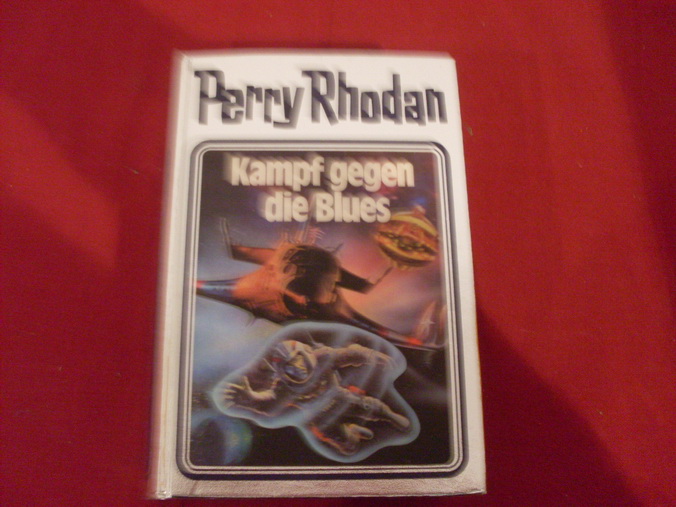 Perry Rhodan
Kampf gegen
die Blues